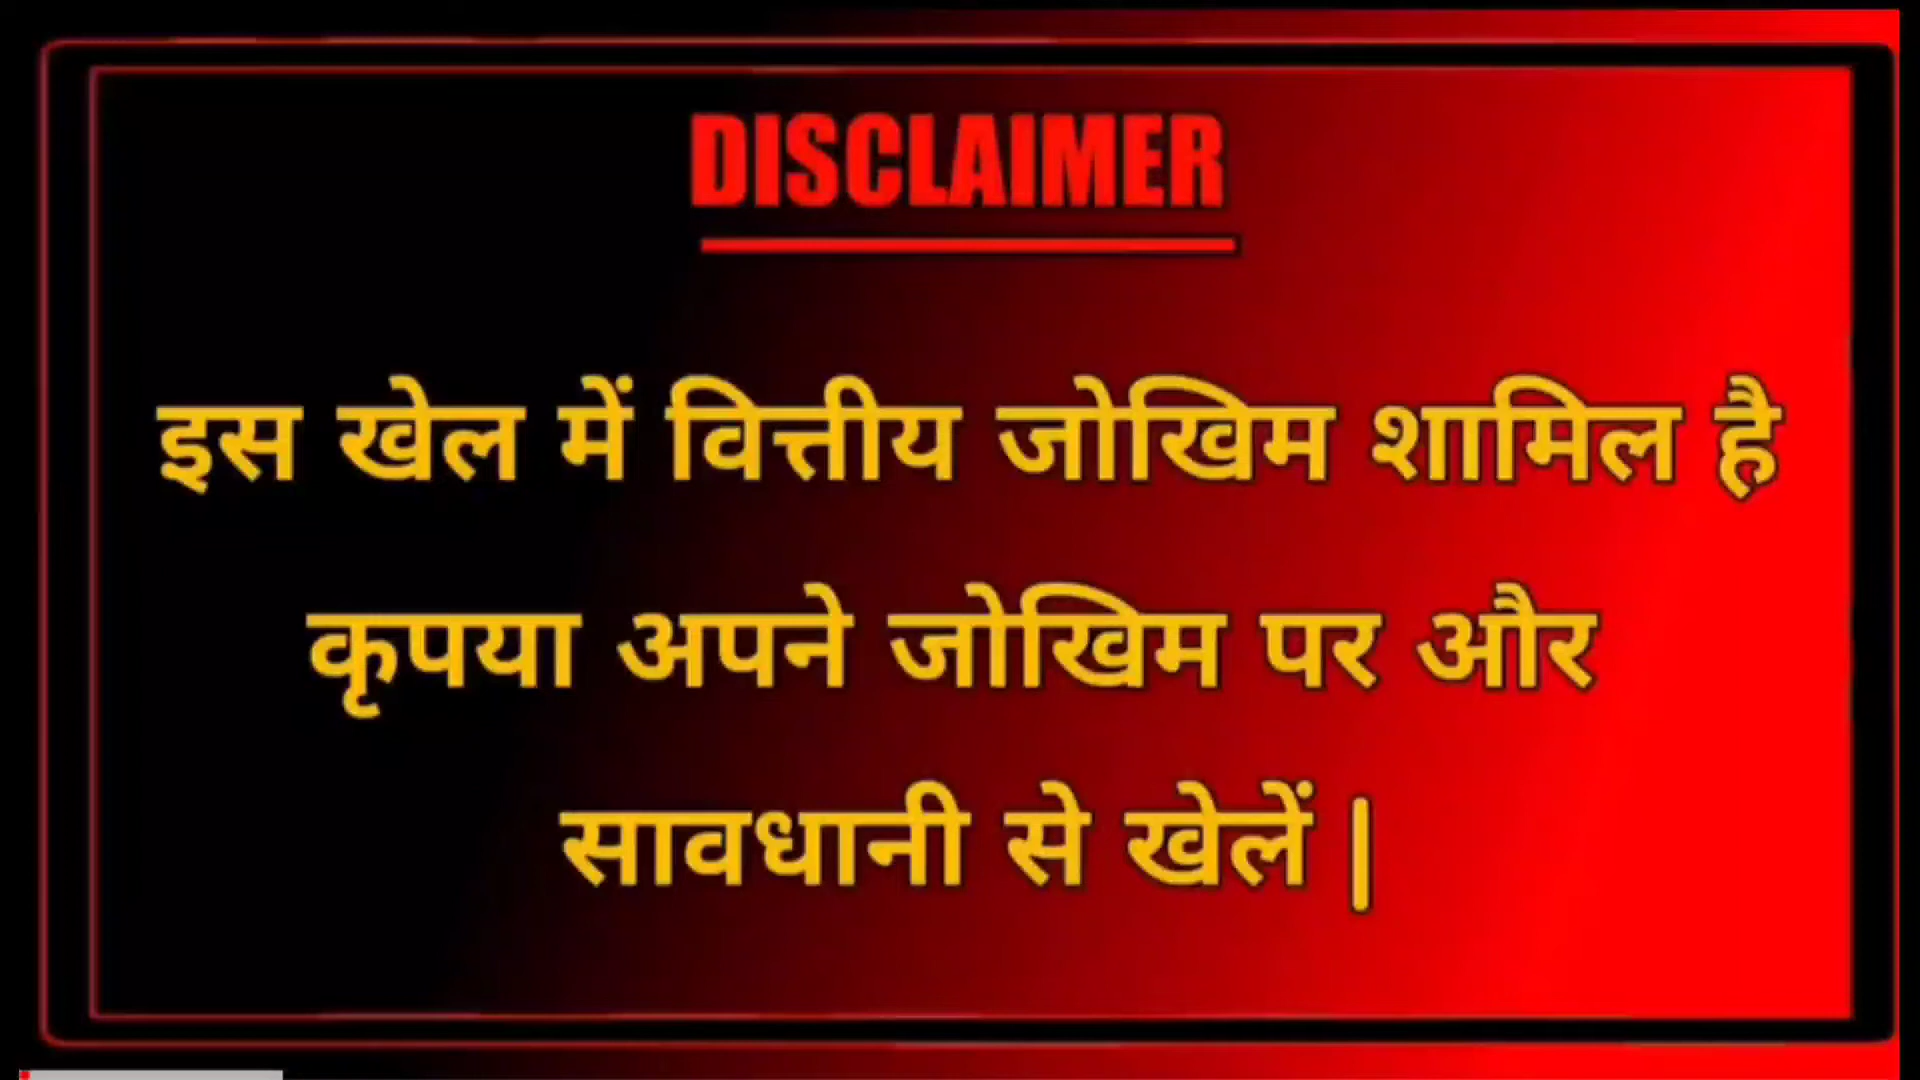 DISCLAIMER
इस खेल में वित्तीय जोखिम शामिल है
कृपया अपने जोखिम पर और
सावधानी से खेलें |